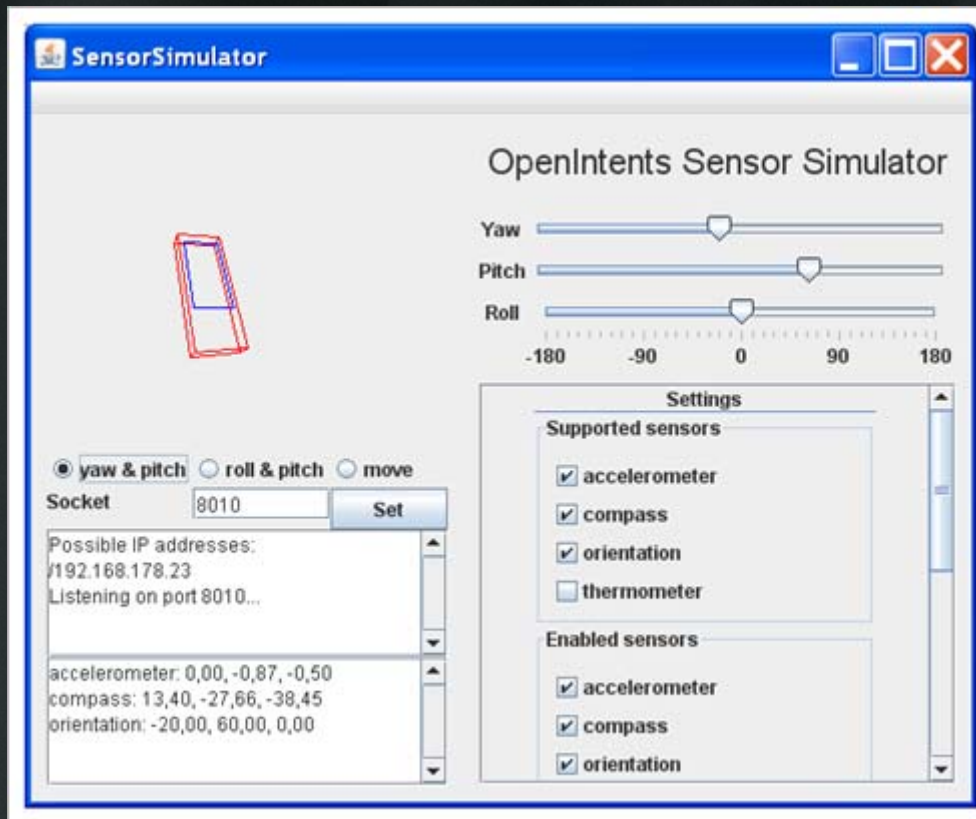 SensorSimulator
OpenIntents Sensor Simulator
Yaw
Pitch
Roll
-180 -90 0 90 180
yaw & pitch roll & pitch move
Socket 8010 Set
Possible IP addresses:
/192.168.178.23
Listening on port 8010...
accelerometer: 0,00, -0,87, -0,50
compass: 13,40, -27,66, -38,45
orientation: -20,00, 60,00, 0,00
Settings
Supported sensors
accelerometer
compass
orientation
thermometer
Enabled sensors
accelerometer
compass
orientation